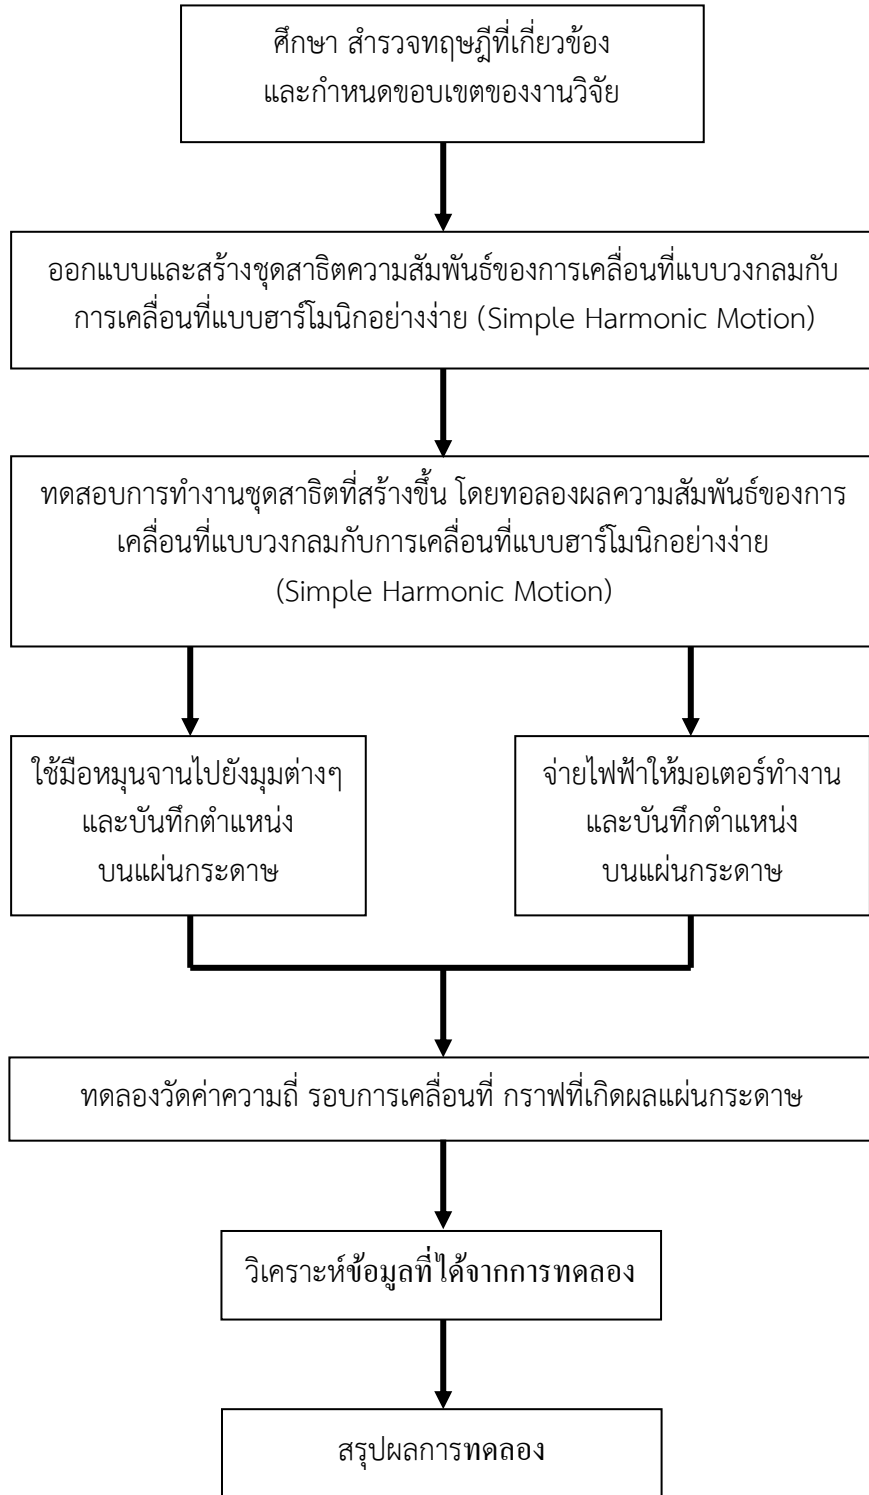 ศึกษา สำรวจทฤษฎีที่เกี่ยวข้อง
และกำหนดขอบเขตของงานวิจัย
ออกแบบและสร้างชุดสาธิตความสัมพันธ์ของการเคลื่อนที่แบบวงกลมกับ
การเคลื่อนที่แบบฮาร์โมนิกอย่างง่าย (Simple Harmonic Motion)
ทดสอบการทำงานชุดสาธิตที่สร้างขึ้น โดยทอลองผลความสัมพันธ์ของการ
เคลื่อนที่แบบวงกลมกับการเคลื่อนที่แบบฮาร์โมนิกอย่างง่าย
(Simple Harmonic Motion)
ใช้มือหมุนจานไปยังมุมต่างๆ
และบันทึกตำแหน่ง
บนแผ่นกระดาษ
จ่ายไฟฟ้าให้มอเตอร์ทำงาน
และบันทึกตำแหน่ง
บนแผ่นกระดาษ
ทดลองวัดค่าความถี่ รอบการเคลื่อนที่ กราฟที่เกิดผลแผ่นกระดาษ
วิเคราะห์ข้อมูลที่ได้จากการทดลอง
สรุปผลการทดลอง